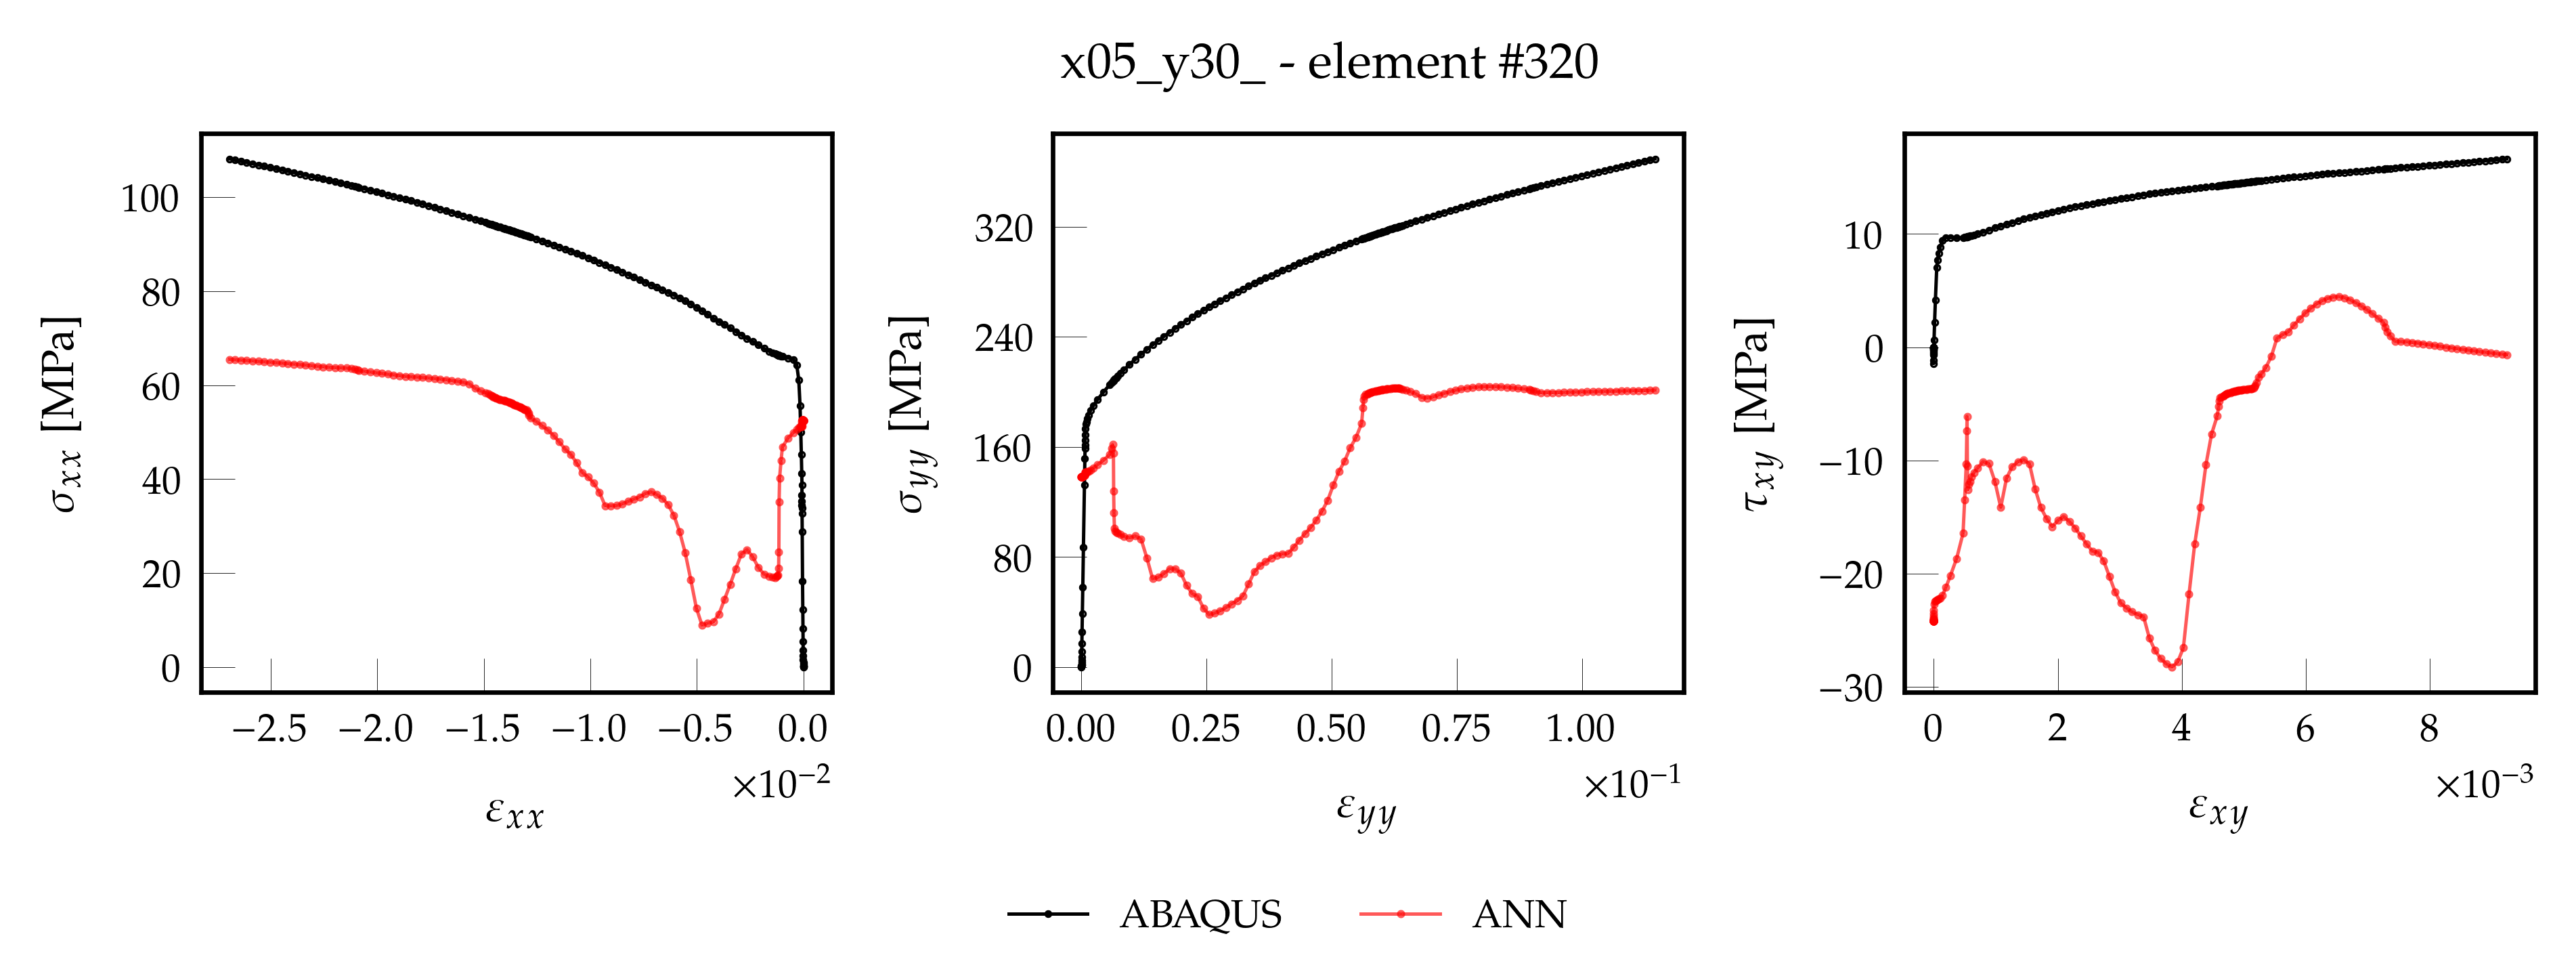 x05_y30_ - element #320
σxx [MPa]
100
80
60
40
20
0
−2.5 −2.0 −1.5 −1.0 −0.5 0.0
×10⁻²
εxx
σyy [MPa]
320
240
160
80
0
0.00 0.25 0.50 0.75 1.00
×10⁻¹
εyy
τxy [MPa]
10
0
−10
−20
−30
0 2 4 6 8
×10⁻³
εxy
ABAQUS ANN